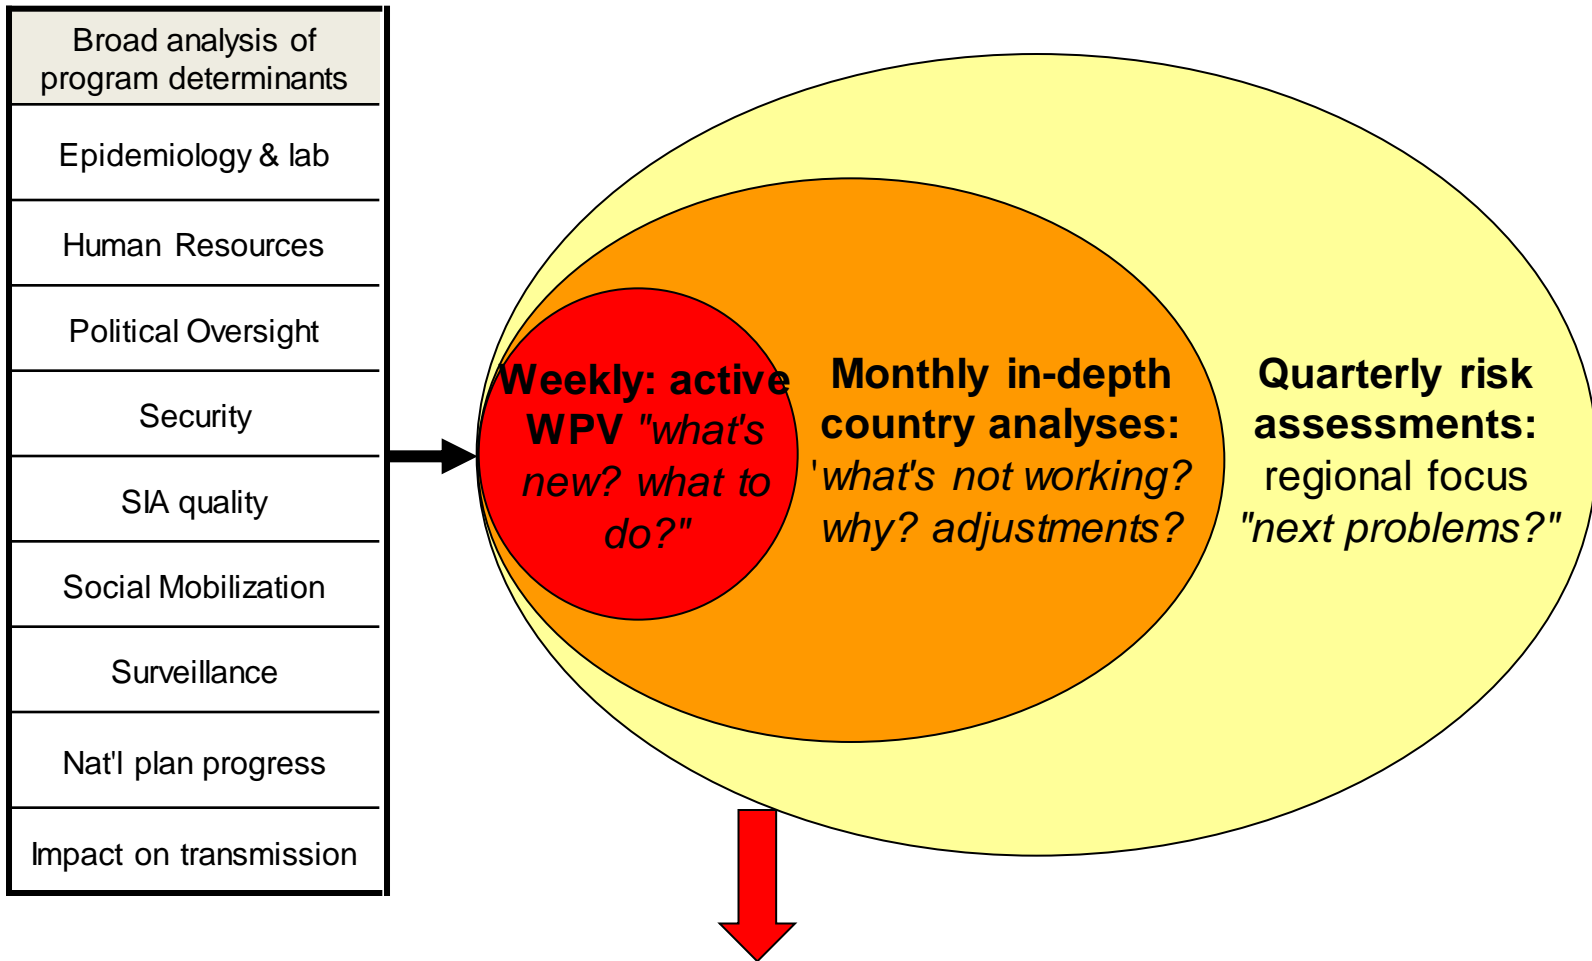 Broad analysis of
program determinants
Epidemiology & lab
Human Resources
Political Oversight
Security
SIA quality
Social Mobilization
Surveillance
Nat'l plan progress
Impact on transmission
Weekly: active
WPV "what's
new? what to
do?"
Monthly in-depth
country analyses:
'what's not working?
why? adjustments?
Quarterly risk
assessments:
regional focus
"next problems?"